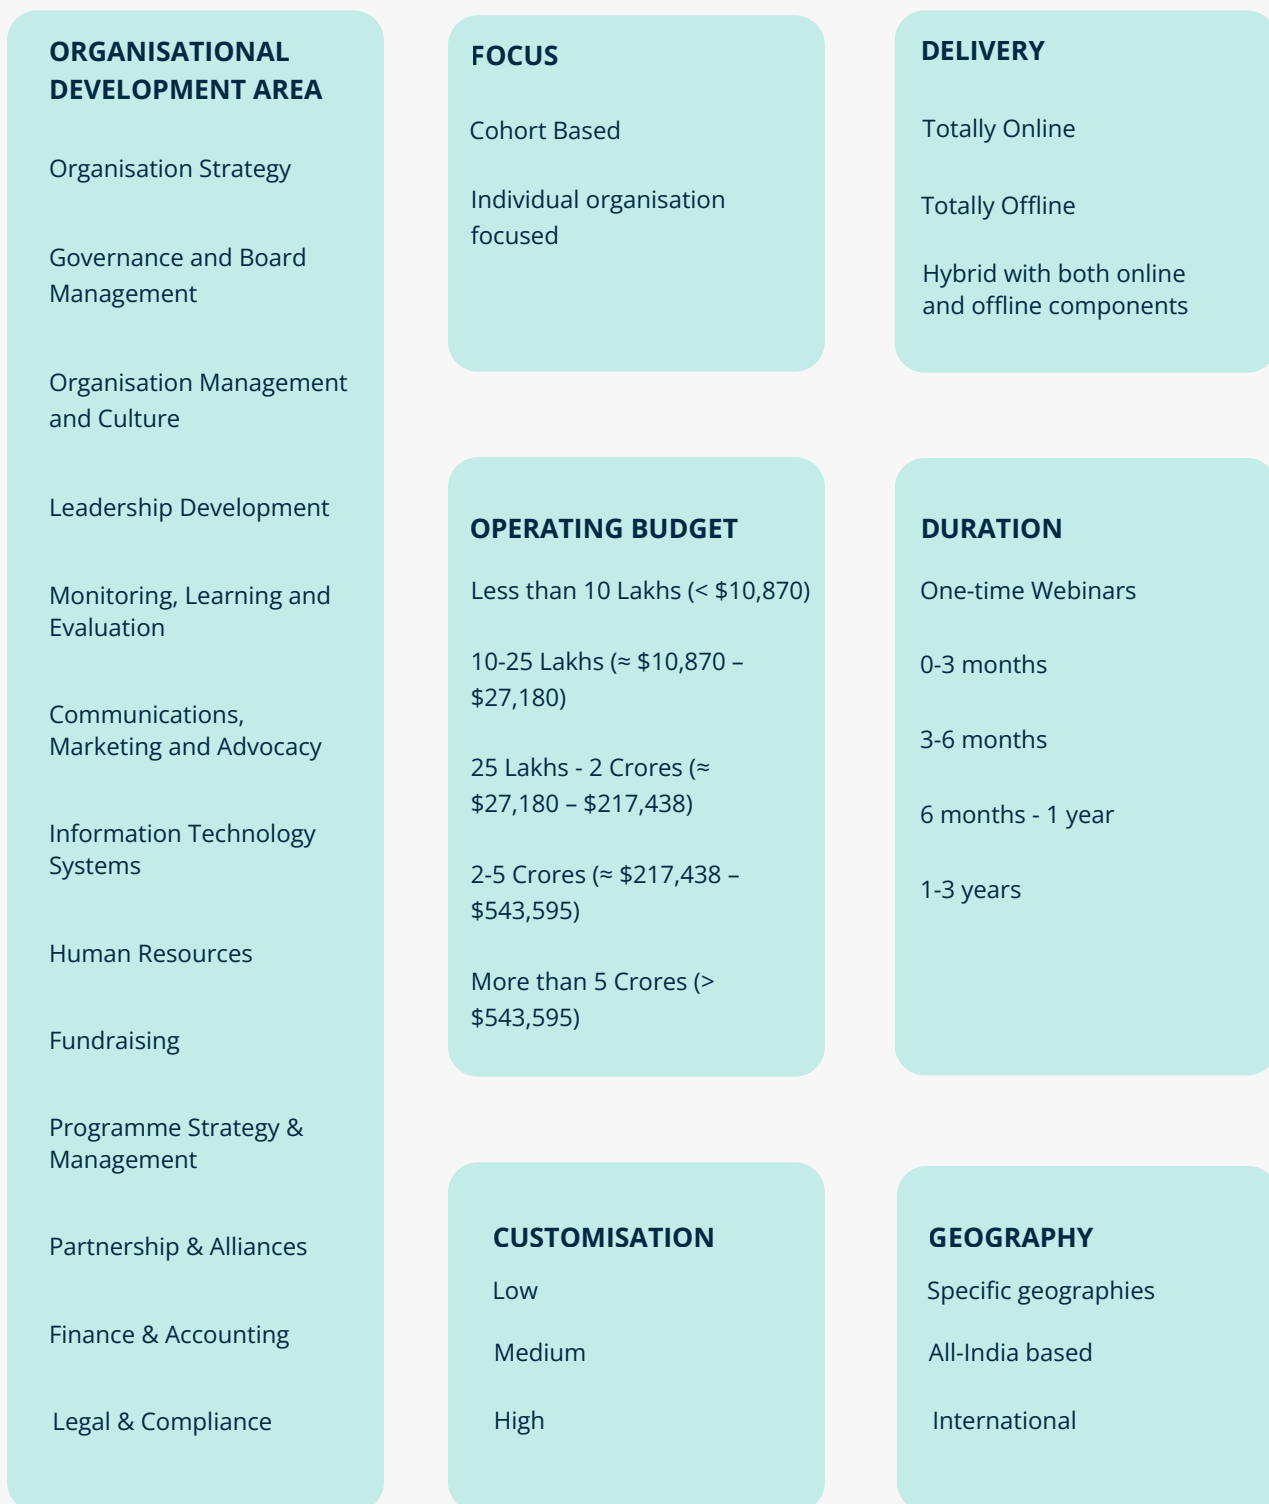 ORGANISATIONAL
DEVELOPMENT AREA
Organisation Strategy
Governance and Board
Management
Organisation Management
and Culture
Leadership Development
Monitoring, Learning and
Evaluation
Communications,
Marketing and Advocacy
Information Technology
Systems
Human Resources
Fundraising
Programme Strategy &
Management
Partnership & Alliances
Finance & Accounting
Legal & Compliance
FOCUS
Cohort Based
Individual organisation
focused
DELIVERY
Totally Online
Totally Offline
Hybrid with both online
and offline components
OPERATING BUDGET
Less than 10 Lakhs (< $10,870)
10-25 Lakhs (≈ $10,870 –
$27,180)
25 Lakhs - 2 Crores (≈
$27,180 – $217,438)
2-5 Crores (≈ $217,438 –
$543,595)
More than 5 Crores (>
$543,595)
DURATION
One-time Webinars
0-3 months
3-6 months
6 months - 1 year
1-3 years
CUSTOMISATION
Low
Medium
High
GEOGRAPHY
Specific geographies
All-India based
International